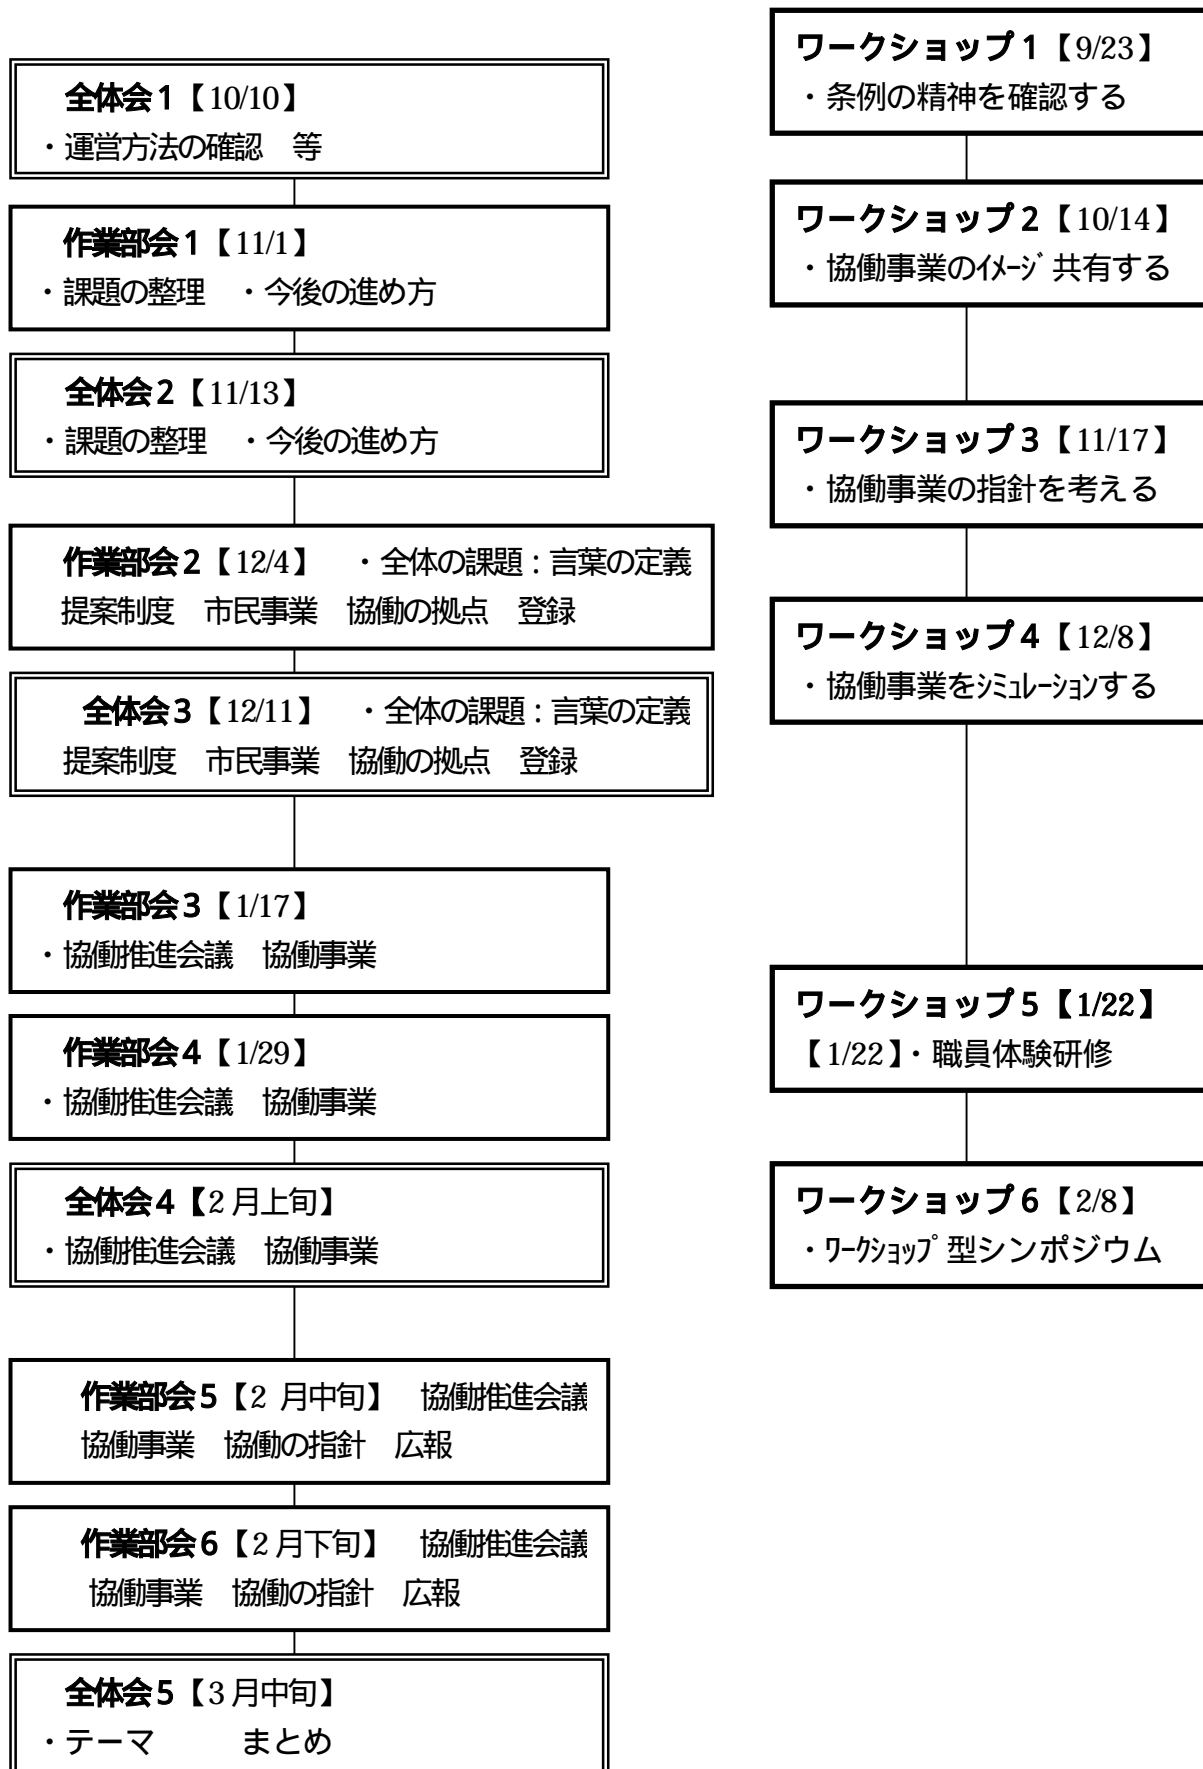 全体会1【10/10】
・運営方法の確認　等
作業部会1【11/1】
・課題の整理　・今後の進め方
全体会2【11/13】
・課題の整理　・今後の進め方
作業部会2【12/4】　・全体の課題：言葉の定義
提案制度　市民事業　協働の拠点　登録
全体会3【12/11】　・全体の課題：言葉の定義
提案制度　市民事業　協働の拠点　登録
作業部会3【1/17】
・協働推進会議　協働事業
作業部会4【1/29】
・協働推進会議　協働事業
全体会4【2月上旬】
・協働推進会議　協働事業
作業部会5【2 月中旬】　協働推進会議
協働事業　協働の指針　広報
作業部会6【2月下旬】　協働推進会議
協働事業　協働の指針　広報
全体会5【3月中旬】
・テーマ　　　まとめ
ワークショップ1【9/23】
・条例の精神を確認する
ワークショップ2【10/14】
・協働事業のｲﾒｰｼﾞ共有する
ワークショップ3【11/17】
・協働事業の指針を考える
ワークショップ4【12/8】
・協働事業をｼﾐｭﾚｰｼｮﾝする
ワークショップ5【1/22】
【1/22】・職員体験研修
ワークショップ6【2/8】
・ﾜｰｸｼｮｯﾌﾟ型シンポジウム